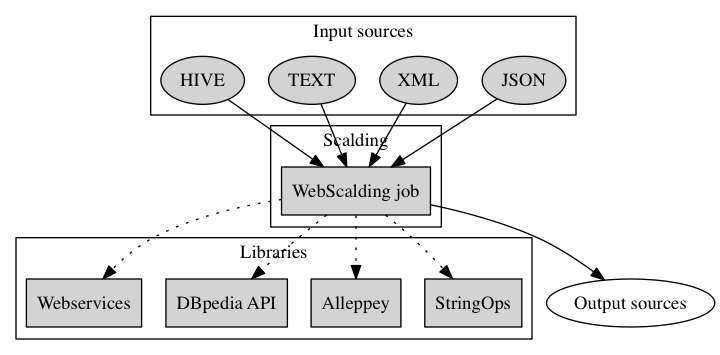 Input sources
HIVE
TEXT
XML
JSON
Scalding
WebScalding job
Libraries
Webservices
DBpedia API
Alleppey
StringOps
Output sources